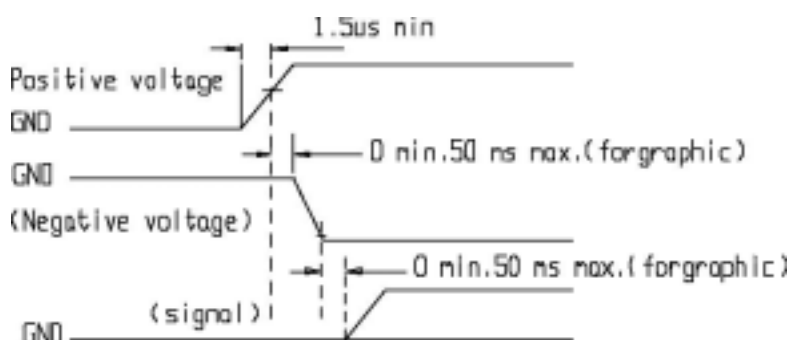 1.5us min
Positive voltage
GND
0 min.50 ms max.(forgraphic)
GND
(Negative voltage)
0 min.50 ms max.(forgraphic)
(signal)
GND